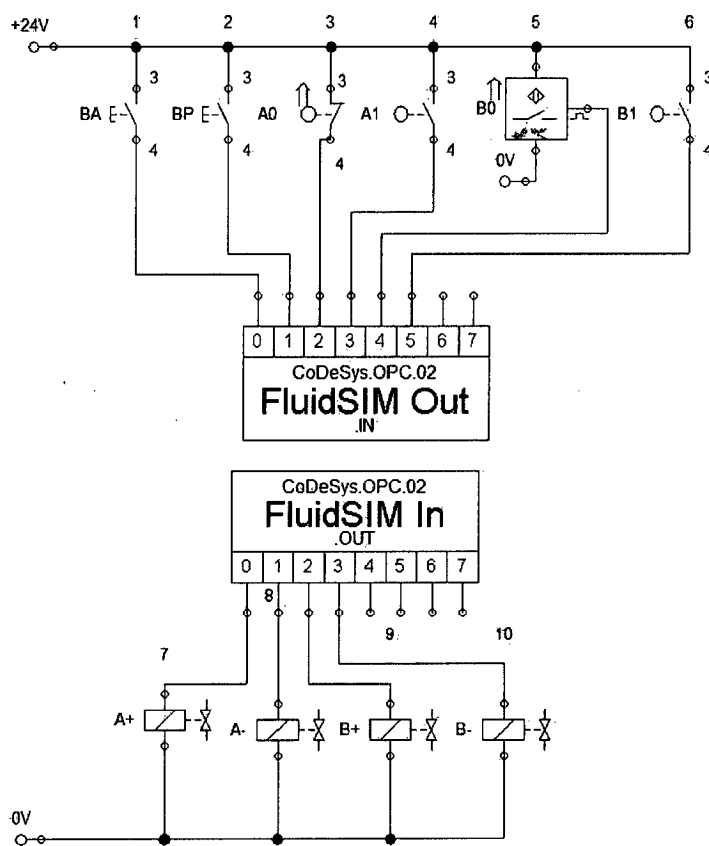 +24V 1 2 3 4 5 6
3 3 3 3 3
BA BP A0 A1 B0 B1
4 4 4 4 0V 4
0 1 2 3 4 5 6 7
CoDeSys.OPC.02
FluidSIM Out
.IN
CoDeSys.OPC.02
FluidSIM In
.OUT
0 1 2 3 4 5 6 7
8
7 9 10
A+ A- B+ B-
0V